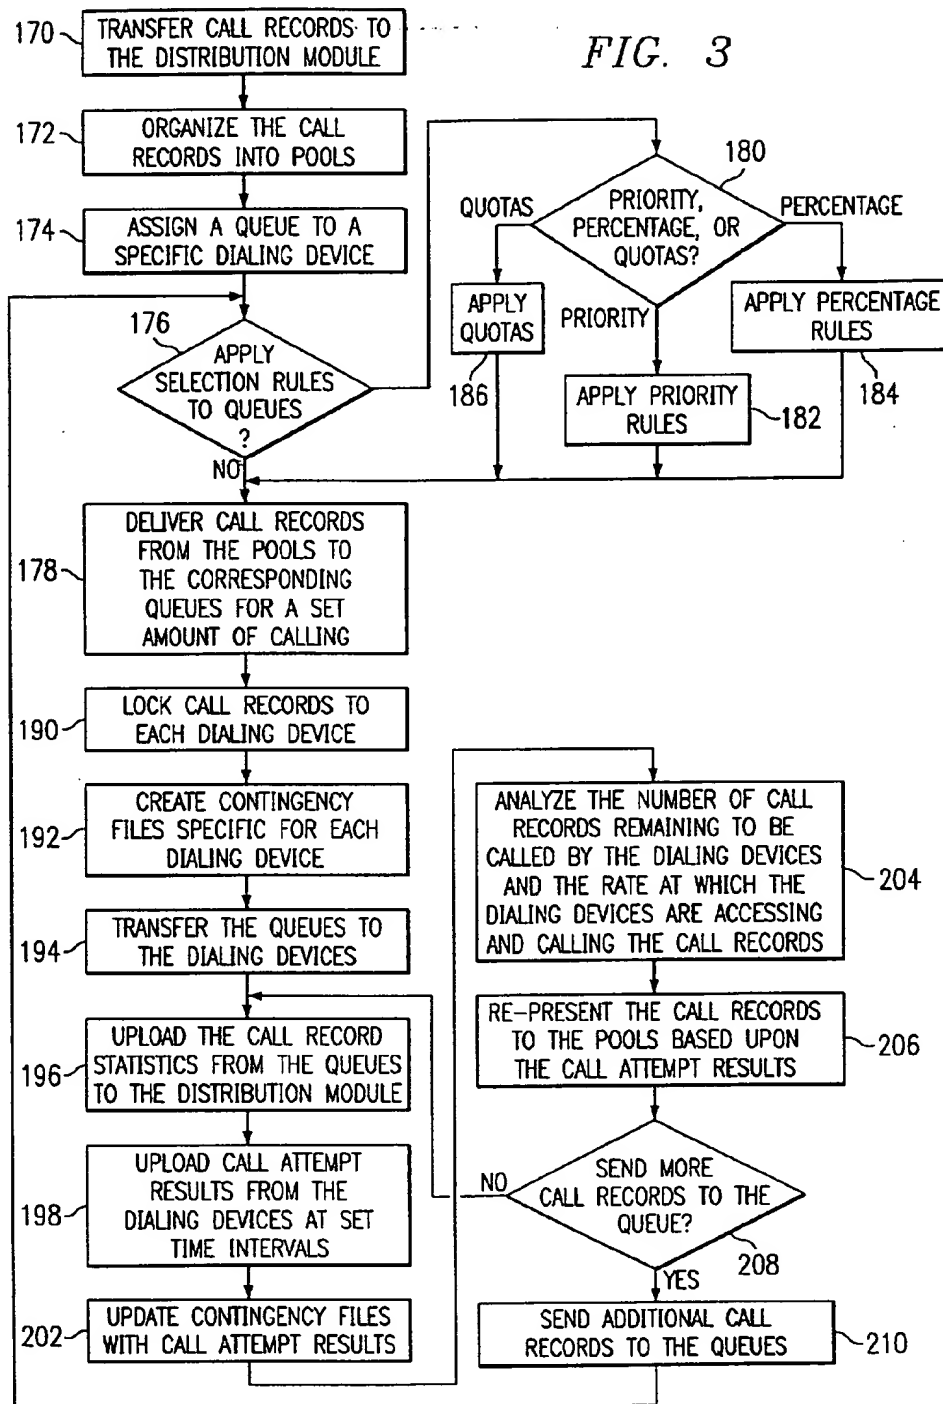 FIG. 3
170
TRANSFER CALL RECORDS TO
THE DISTRIBUTION MODULE
172
ORGANIZE THE CALL
RECORDS INTO POOLS
174
ASSIGN A QUEUE TO A
SPECIFIC DIALING DEVICE
176
APPLY
SELECTION RULES
TO QUEUES
?
NO
180
PRIORITY,
PERCENTAGE, OR
QUOTAS?
QUOTAS
PERCENTAGE
PRIORITY
APPLY
QUOTAS
186
APPLY PRIORITY
RULES
182
APPLY PERCENTAGE
RULES
184
178
DELIVER CALL RECORDS
FROM THE POOLS TO
THE CORRESPONDING
QUEUES FOR A SET
AMOUNT OF CALLING
190
LOCK CALL RECORDS TO
EACH DIALING DEVICE
192
CREATE CONTINGENCY
FILES SPECIFIC FOR EACH
DIALING DEVICE
194
TRANSFER THE QUEUES TO
THE DIALING DEVICES
196
UPLOAD THE CALL RECORD
STATISTICS FROM THE QUEUES
TO THE DISTRIBUTION MODULE
198
UPLOAD CALL ATTEMPT
RESULTS FROM THE
DIALING DEVICES AT SET
TIME INTERVALS
202
UPDATE CONTINGENCY FILES
WITH CALL ATTEMPT RESULTS
ANALYZE THE NUMBER OF CALL
RECORDS REMAINING TO BE
CALLED BY THE DIALING DEVICES
AND THE RATE AT WHICH THE
DIALING DEVICES ARE ACCESSING
AND CALLING THE CALL RECORDS
204
RE-PRESENT THE CALL RECORDS
TO THE POOLS BASED UPON
THE CALL ATTEMPT RESULTS
206
NO
SEND MORE
CALL RECORDS TO THE
QUEUE?
208
YES
SEND ADDITIONAL CALL
RECORDS TO THE QUEUES
210